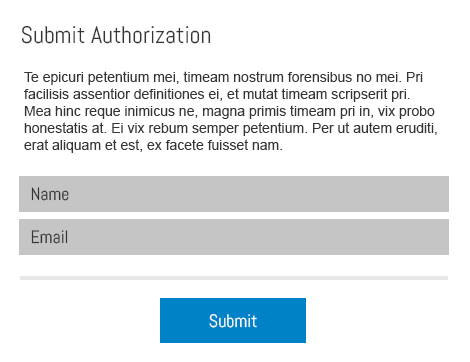 Submit Authorization
Te epicuri petentium mei, timeam nostrum forensibus no mei. Pri
facilisis assentior definitiones ei, et mutat timeam scripserit pri.
Mea hinc reque inimicus ne, magna primis timeam pri in, vix probo
honestatis at. Ei vix rebum semper petentium. Per ut autem eruditi,
erat aliquam et est, ex facete fuisset nam.
Name
Email
Submit